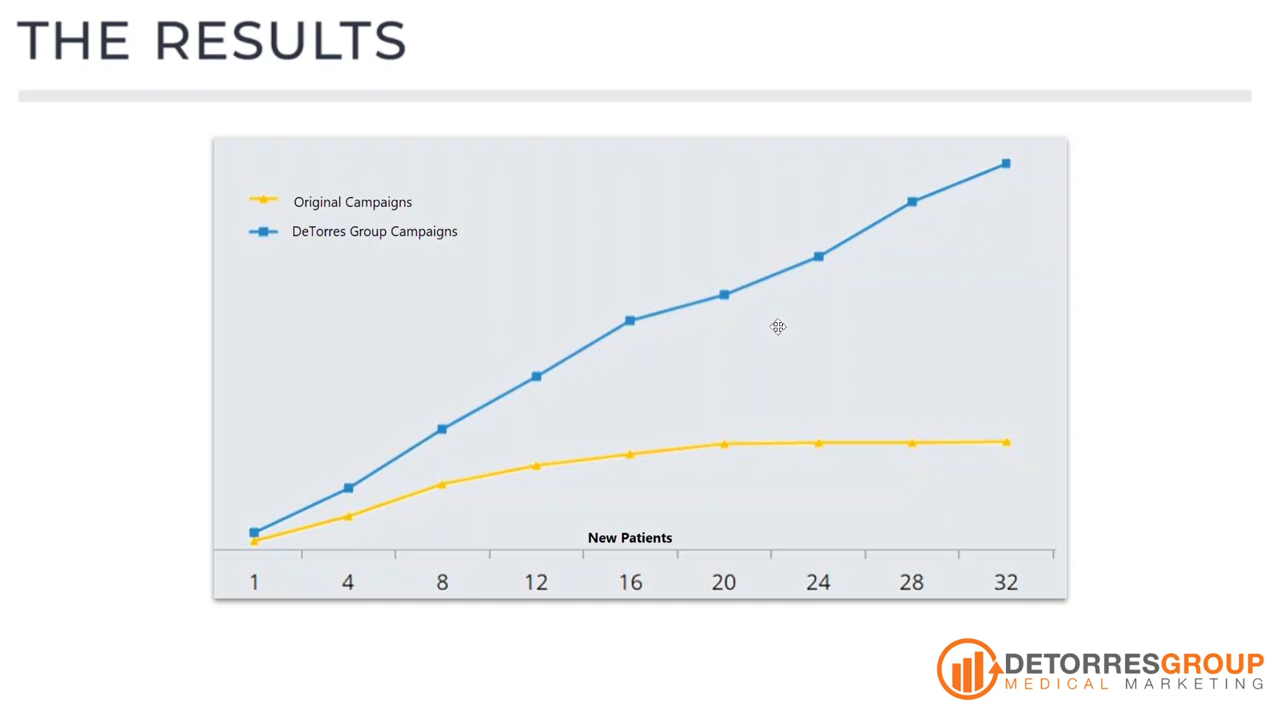 THE RESULTS
Original Campaigns
DeTorres Group Campaigns
New Patients
1 4 8 12 16 20 24 28 32
DETORRESGROUP
MEDICAL MARKETING